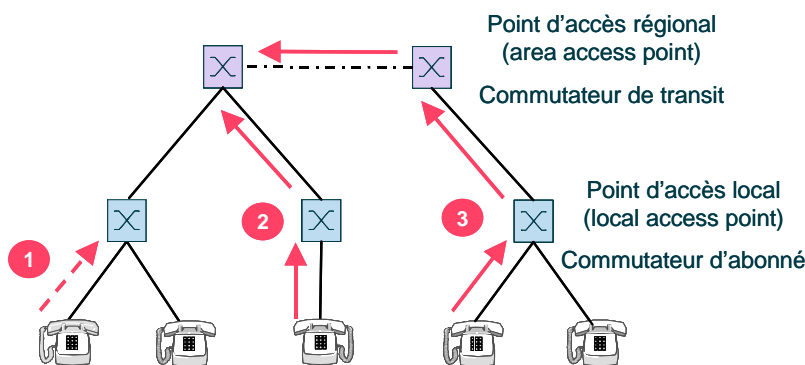 Point d'accès régional
(area access point)
Commutateur de transit
Point d'accès local
(local access point)
Commutateur d'abonné
1
2
3